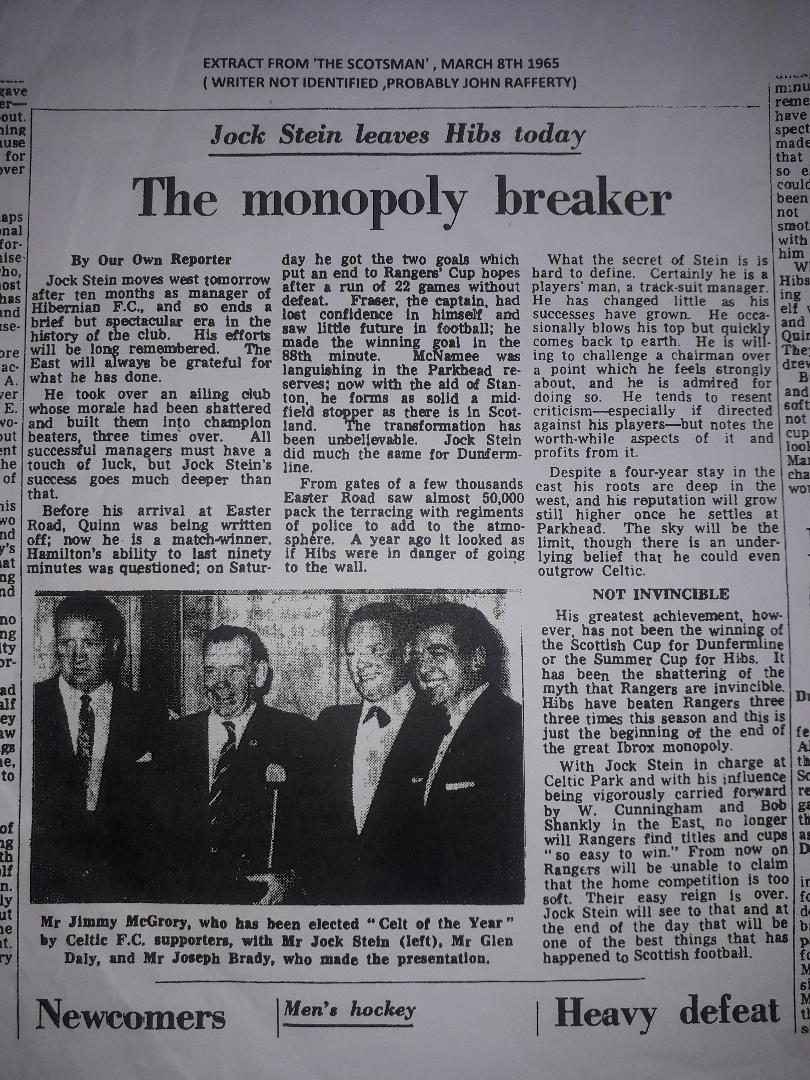 EXTRACT FROM 'THE SCOTSMAN' , MARCH 8TH 1965
( WRITER NOT IDENTIFIED ,PROBABLY JOHN RAFFERTY)
Jock Stein leaves Hibs today
The monopoly breaker
By Our Own Reporter
Jock Stein moves west tomorrow
after ten months as manager of
Hibernian F.C., and so ends a
brief but spectacular era in the
history of the club. His efforts
will be long remembered. The
East will always be grateful for
what he has done.
He took over an ailing club
whose morale had been shattered
and built them into champion
beaters, three times over. All
successful managers must have a
touch of luck, but Jock Stein's
success goes much deeper than
that.
Before his arrival at Easter
Road, Quinn was being written
off; now he is a match-winner.
Hamilton's ability to last ninety
minutes was questioned; on Satur-
day he got the two goals which
put an end to Rangers' Cup hopes
after a run of 22 games without
defeat. Fraser, the captain, had
lost confidence in himself and
saw little future in football; he
made the winning goal in the
88th minute. McNamee was
languishing in the Parkhead re-
serves; now with the aid of Stan-
ton, he forms as solid a mid-
field stopper as there is in Scot-
land. The transformation has
been unbelievable. Jock Stein
did much the same for Dunferm-
line.
From gates of a few thousands
Easter Road saw almost 50,000
pack the terracing with regiments
of police to add to the atmo-
sphere. A year ago it looked as
if Hibs were in danger of going
to the wall.
What the secret of Stein is is
hard to define. Certainly he is a
players' man, a track-suit manager.
He has changed little as his
successes have grown. He occa-
sionally blows his top but quickly
comes back to earth. He is will-
ing to challenge a chairman over
a point which he feels strongly
about, and he is admired for
doing so. He tends to resent
criticism—especially if directed
against his players—but notes the
worth-while aspects of it and
profits from it.
Despite a four-year stay in the
east his roots are deep in the
west, and his reputation will grow
still higher once he settles at
Parkhead. The sky will be the
limit, though there is an under-
lying belief that he could even
outgrow Celtic.
NOT INVINCIBLE
His greatest achievement, how-
ever, has not been the winning of
the Scottish Cup for Dunfermline
or the Summer Cup for Hibs. It
has been the shattering of the
myth that Rangers are invincible.
Hibs have beaten Rangers three
three times this season and this is
just the beginning of the end of
the great Ibrox monopoly.
With Jock Stein in charge at
Celtic Park and with his influence
being vigorously carried forward
by W. Cunningham and Bob
Shankly in the East, no longer
will Rangers find titles and cups
"so easy to win." From now on
Rangers will be unable to claim
that the home competition is too
soft. Their easy reign is over.
Jock Stein will see to that and at
the end of the day that will be
one of the best things that has
happened to Scottish football.
Mr Jimmy McGrory, who has been elected "Celt of the Year"
by Celtic F.C. supporters, with Mr Jock Stein (left), Mr Glen
Daly, and Mr Joseph Brady, who made the presentation.
Newcomers
Men's hockey
Heavy defeat